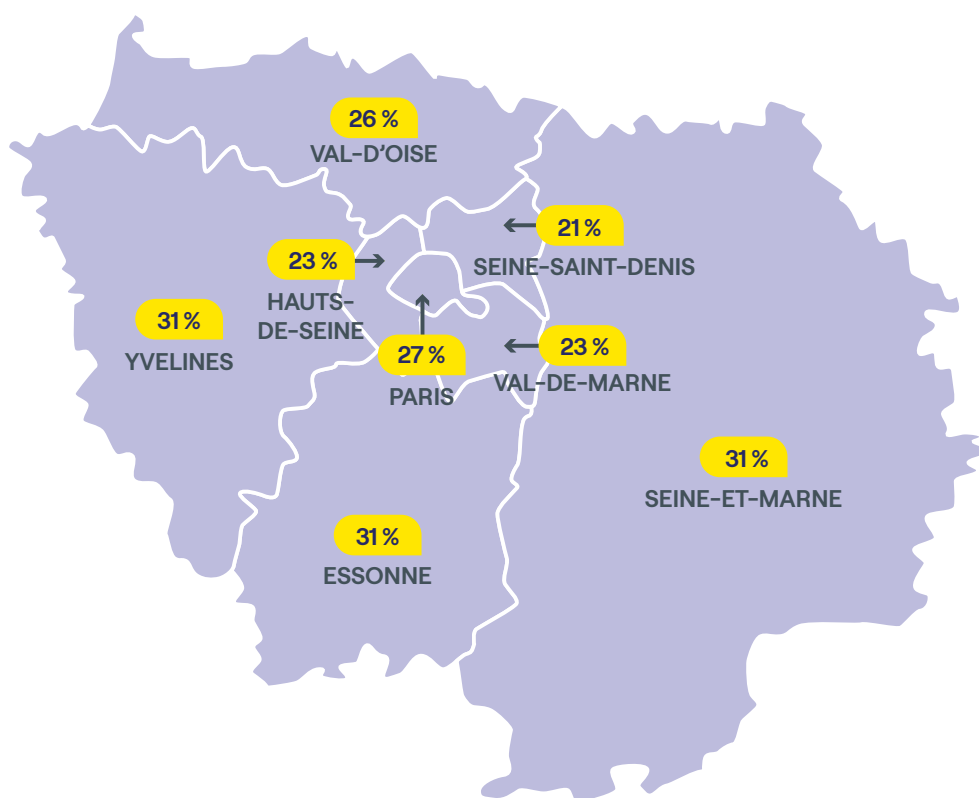 26 %
VAL-D'OISE
21 %
SEINE-SAINT-DENIS
23 %
HAUTS-
DE-SEINE
31 %
YVELINES
27 %
PARIS
23 %
VAL-DE-MARNE
31 %
SEINE-ET-MARNE
31 %
ESSONNE